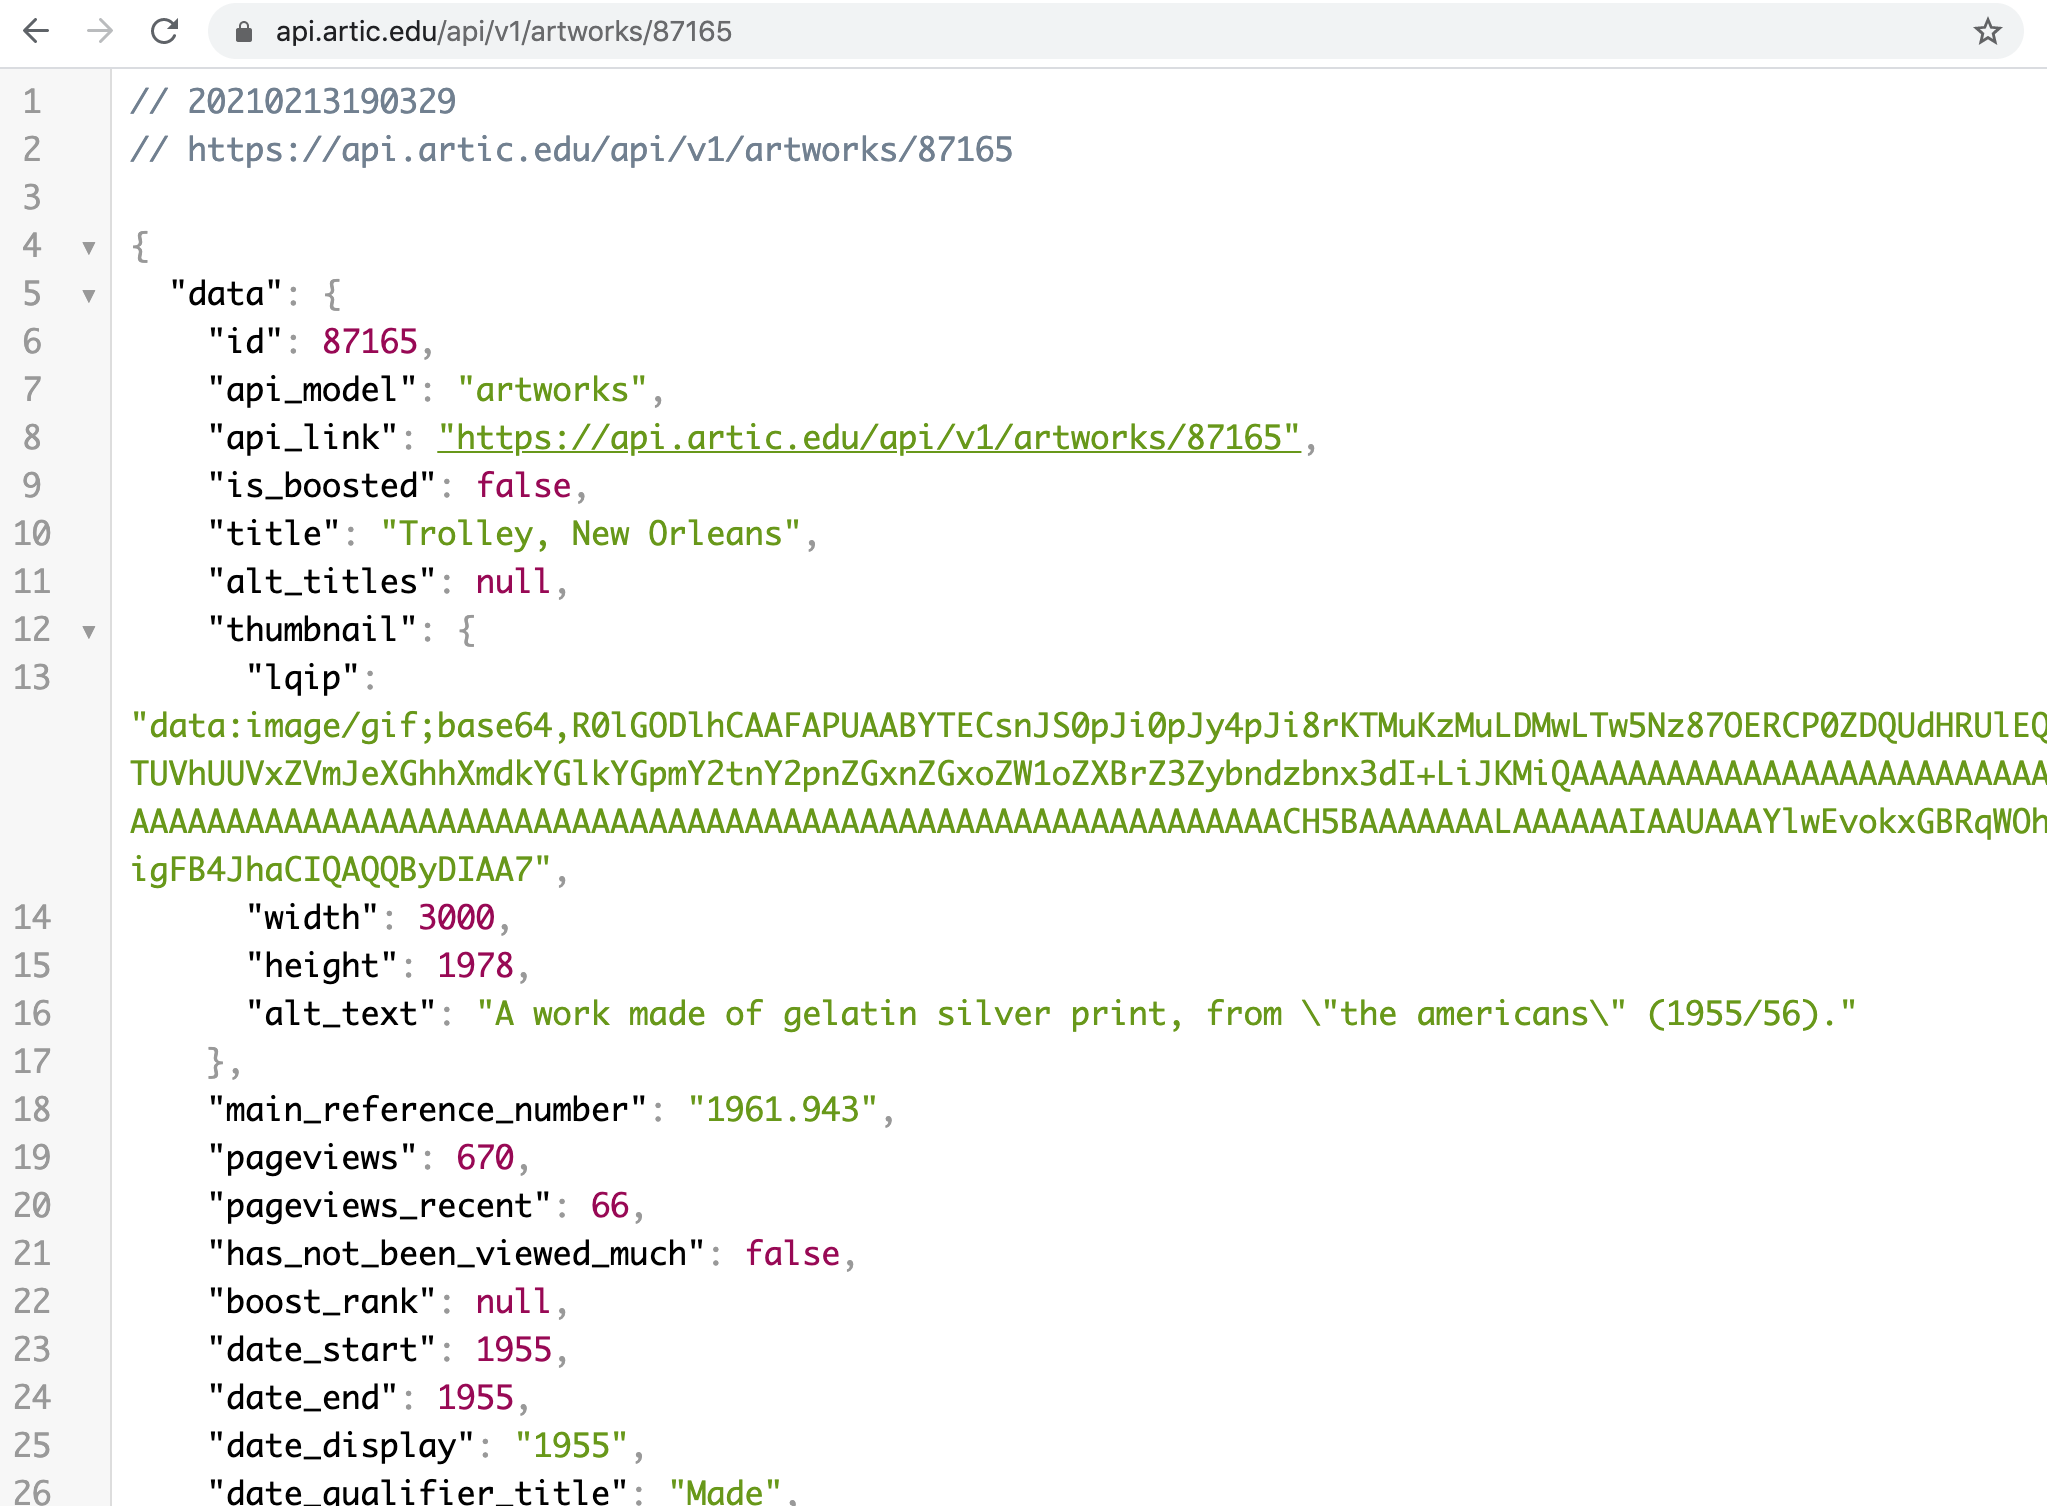 api.artic.edu/api/v1/artworks/87165
1 // 20210213190329
2 // https://api.artic.edu/api/v1/artworks/87165
3
4 {
5 "data": {
6 "id": 87165,
7 "api_model": "artworks",
8 "api_link": "https://api.artic.edu/api/v1/artworks/87165",
9 "is_boosted": false,
10 "title": "Trolley, New Orleans",
11 "alt_titles": null,
12 "thumbnail": {
13 "lqip":
"data:image/gif;base64,R0lGODlhCAAFAPUAABYTECsnJS0pJi0pJy4pJi8rKTMuKzMuLDMwLTw5Nz87OERCP0ZDQUdHRUlEQ
TUVhUUVxZVmJeXGhhXmdkYGlkYGpmY2tnY2pnZGxnZGxoZW1oZXBrZ3Zybndzbnx3dI+LiJKMiQAAAAAAAAAAAAAAAAAAAAAAAAA
AAAAAAAAAAAAAAAAAAAAAAAAAAAAAAAAAAAAAAAAAAAAAAAAAAAAAAAAAAAACH5BAAAAAAALAAAAAAIAAUAAAYlwEvokxGBRqWOh
igFB4JhaCIQAQQByDIAA7",
14 "width": 3000,
15 "height": 1978,
16 "alt_text": "A work made of gelatin silver print, from \"the americans\" (1955/56)."
17 },
18 "main_reference_number": "1961.943",
19 "pageviews": 670,
20 "pageviews_recent": 66,
21 "has_not_been_viewed_much": false,
22 "boost_rank": null,
23 "date_start": 1955,
24 "date_end": 1955,
25 "date_display": "1955",
26 "date_qualifier_title": "Made",